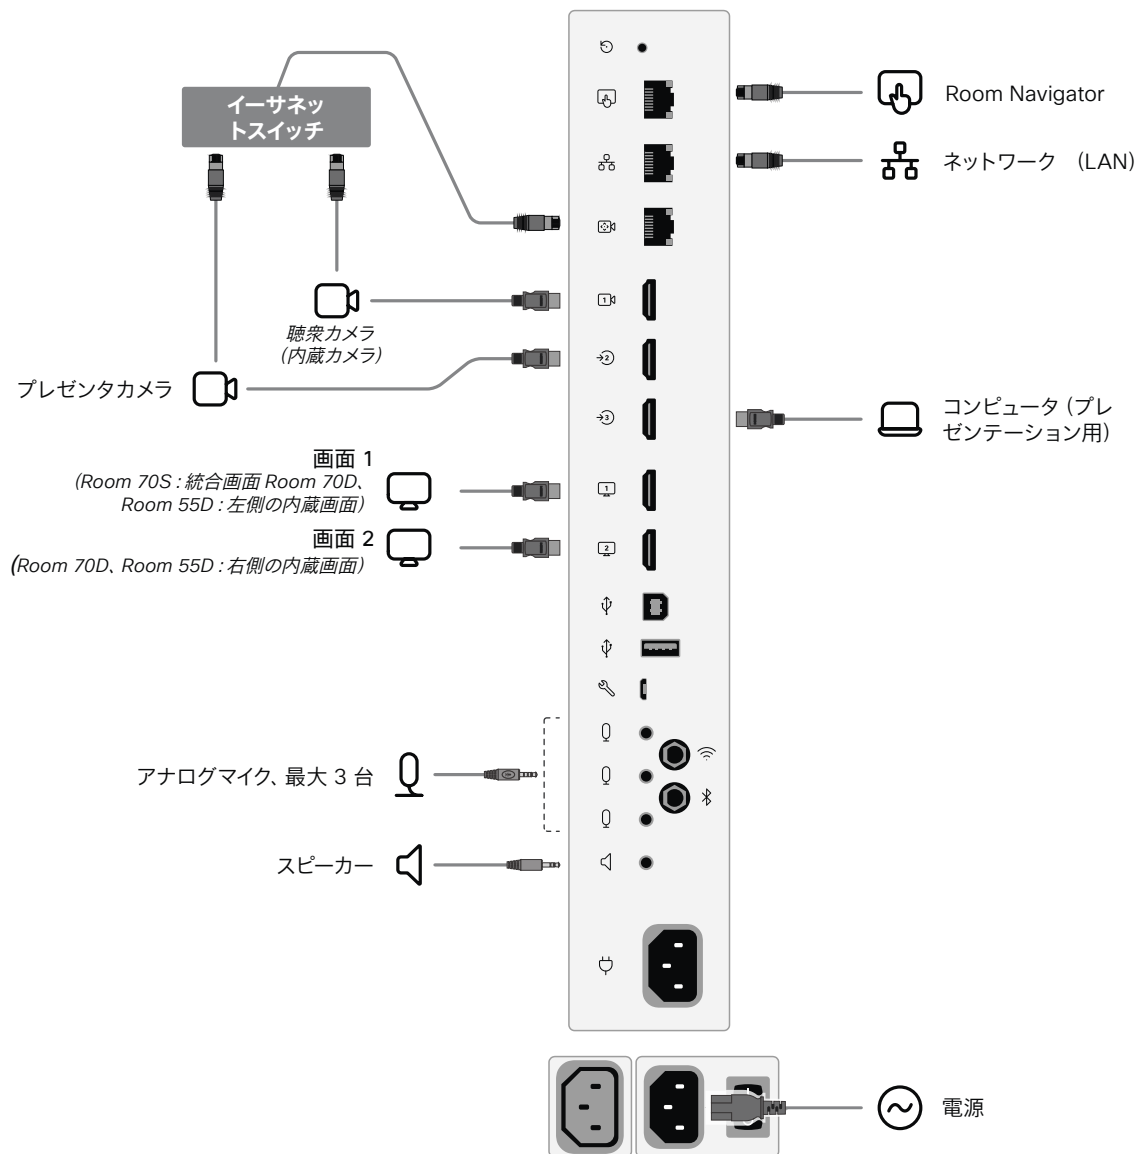 イーサネッ
トスイッチ
Room Navigator
ネットワーク (LAN)
1
聴衆カメラ
(内蔵カメラ)
2
プレゼンタカメラ
3
コンピュータ (プレ
ゼンテーション用)
画面 1
(Room 70S : 統合画面 Room 70D、
Room 55D : 左側の内蔵画面)
1
画面 2
(Room 70D、Room 55D : 右側の内蔵画面)
2
アナログマイク、最大 3 台
スピーカー
電源